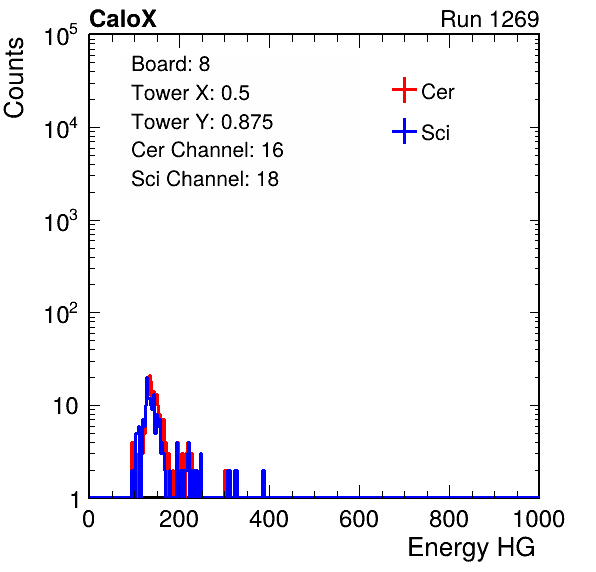 CaloX Run 1269
Counts
Board: 8
Tower X: 0.5
Tower Y: 0.875
Cer Channel: 16
Sci Channel: 18
Cer
Sci
10^5
10^4
10^3
10^2
10
1
0 200 400 600 800 1000
Energy HG